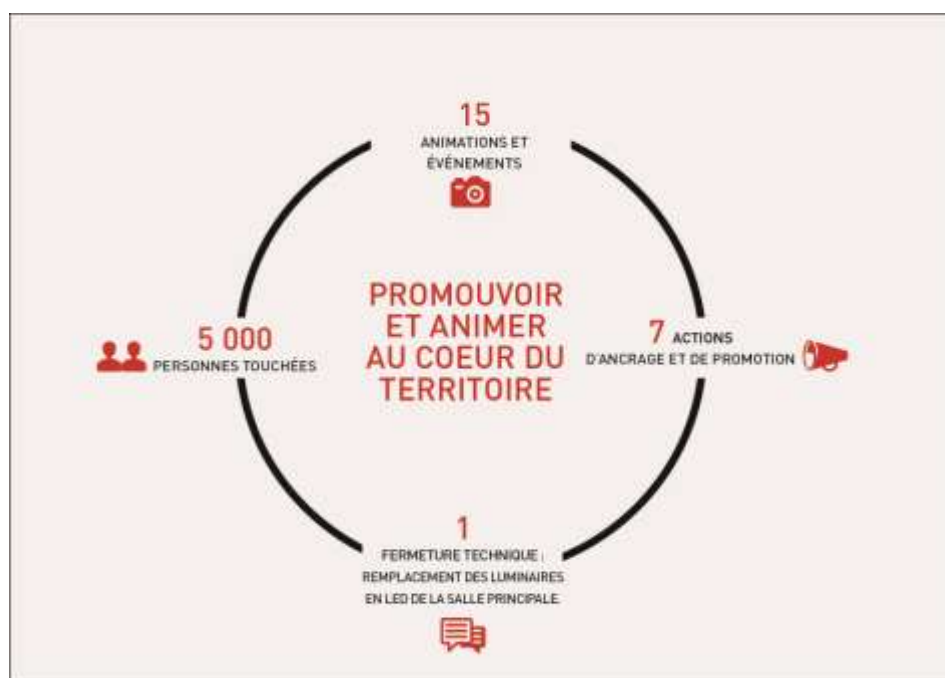 15
ANIMATIONS ET
ÉVÉNEMENTS
PROMOUVOIR
ET ANIMER
AU COEUR DU
TERRITOIRE
5 000
PERSONNES TOUCHÉES
7 ACTIONS
D'ANCRAGE ET DE PROMOTION
1
FERMETURE TECHNIQUE :
REMPLACEMENT DES LUMINAIRES
EN LED DE LA SALLE PRINCIPALE.